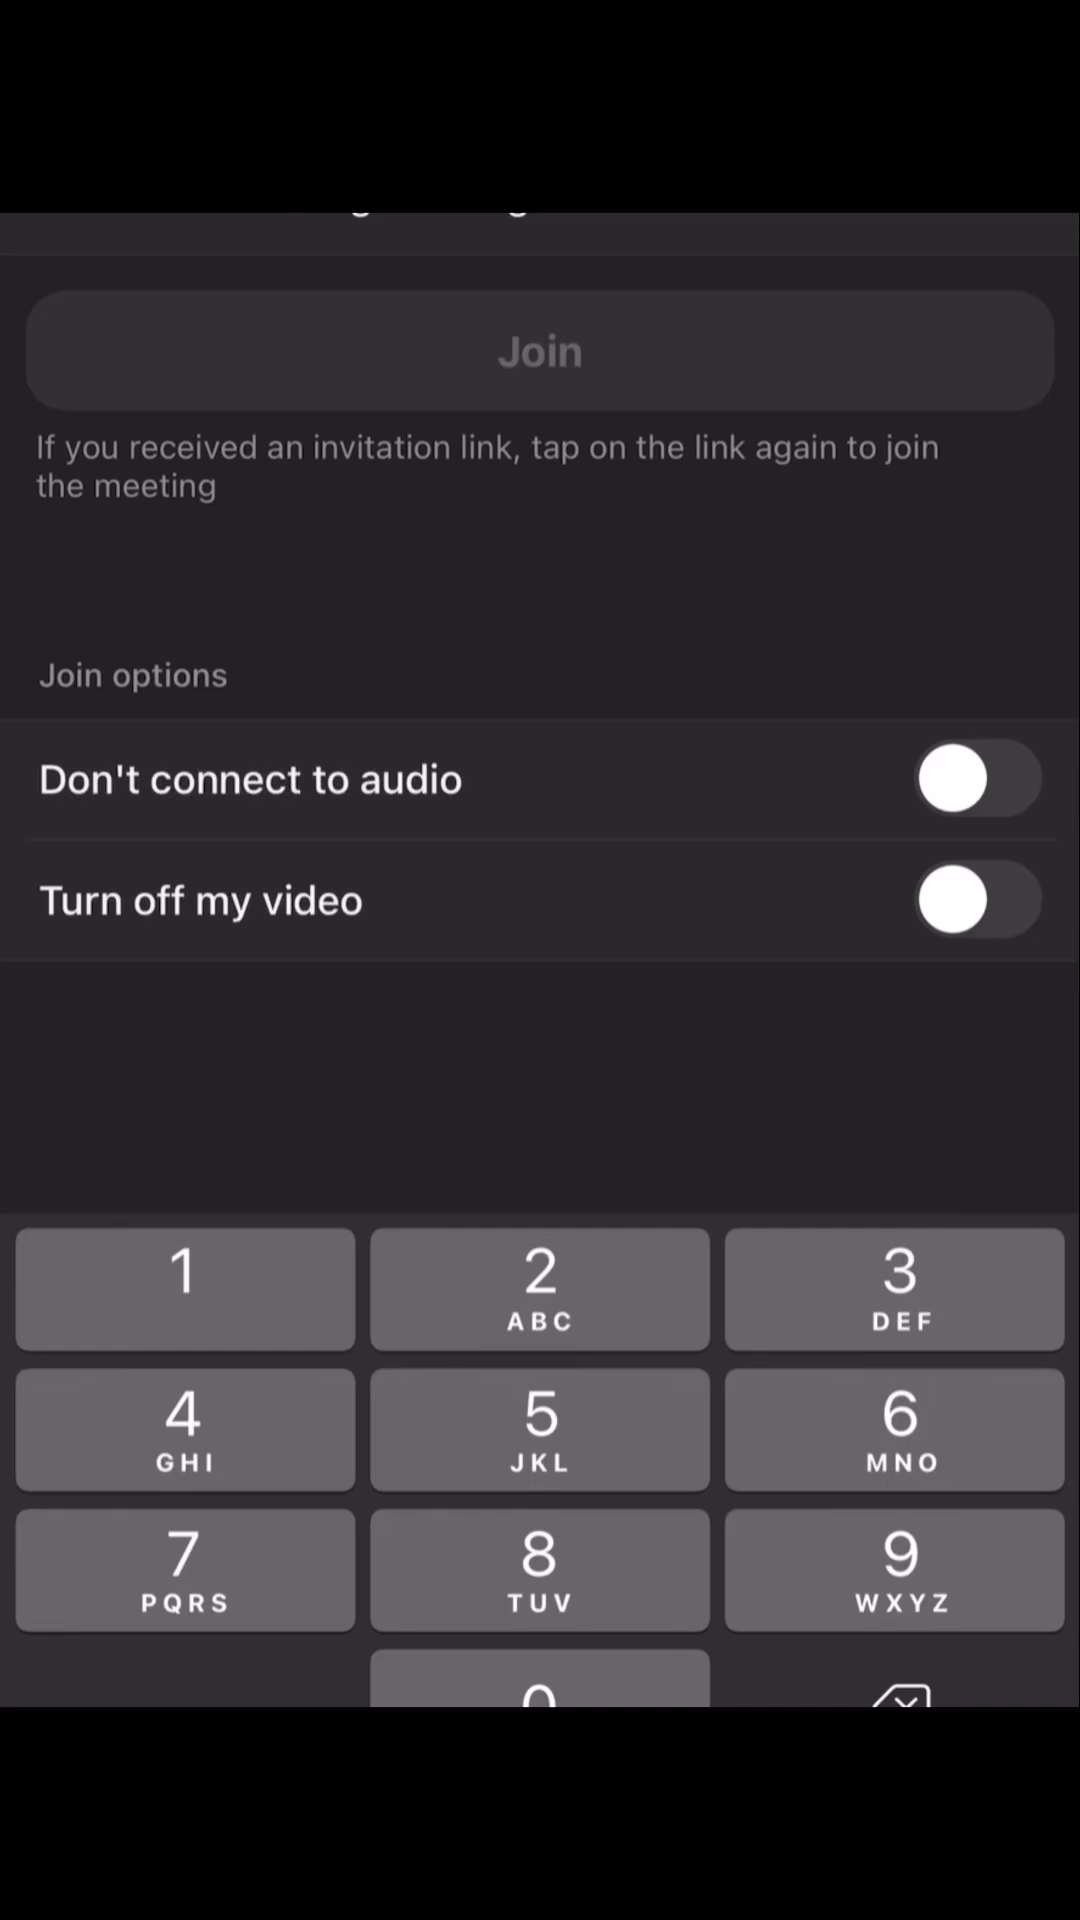 Join
If you received an invitation link, tap on the link again to join
the meeting
Join options
Don't connect to audio
Turn off my video
1
2
ABC
3
DEF
4
GHI
5
JKL
6
MNO
7
PQRS
8
TUV
9
WXYZ
0